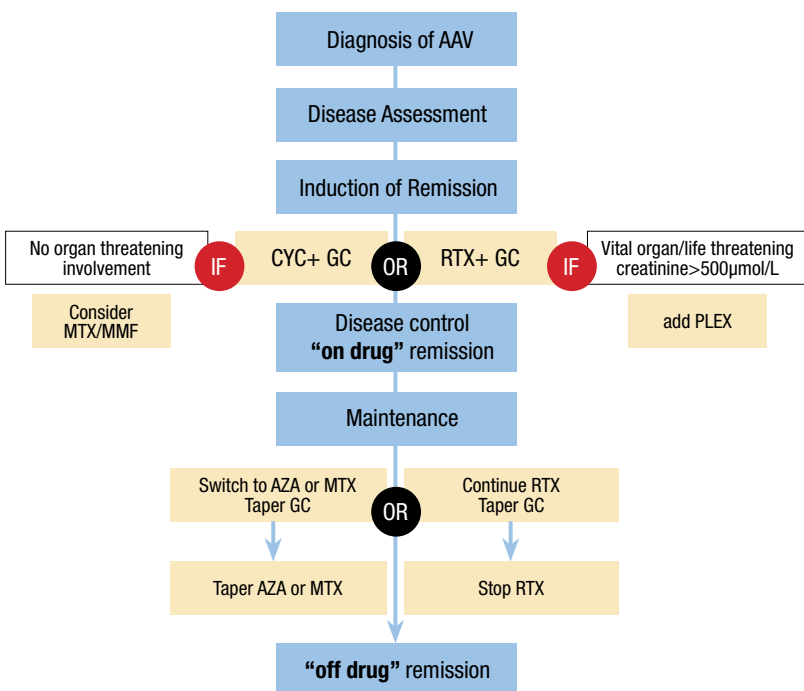 Diagnosis of AAV
Disease Assessment
Induction of Remission
No organ threatening
involvement
IF
CYC+ GC
OR
RTX+ GC
IF
Vital organ/life threatening
creatinine>500µmol/L
Consider
MTX/MMF
add PLEX
Disease control
"on drug" remission
Maintenance
Switch to AZA or MTX
Taper GC
OR
Continue RTX
Taper GC
Taper AZA or MTX
Stop RTX
"off drug" remission